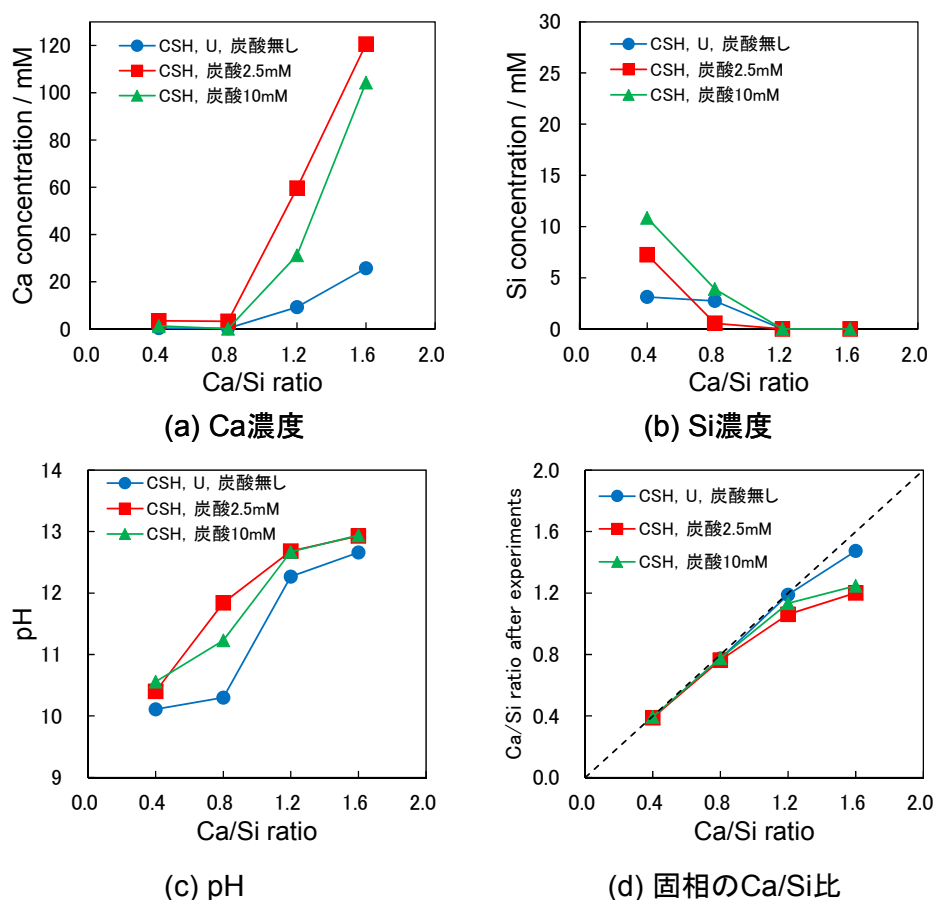 Ca concentration / mM
120
100
80
60
40
20
0
CSH, U, 炭酸無し
CSH, 炭酸2.5mM
CSH, 炭酸10mM
0.0 0.4 0.8 1.2 1.6 2.0
Ca/Si ratio
(a) Ca濃度
Si concentration / mM
30
25
20
15
10
5
0
CSH, U, 炭酸無し
CSH, 炭酸2.5mM
CSH, 炭酸10mM
0.0 0.4 0.8 1.2 1.6 2.0
Ca/Si ratio
(b) Si濃度
pH
14
13
12
11
10
9
CSH, U, 炭酸無し
CSH, 炭酸2.5mM
CSH, 炭酸10mM
0.0 0.4 0.8 1.2 1.6 2.0
Ca/Si ratio
(c) pH
Ca/Si ratio after experiments
2.0
1.6
1.2
0.8
0.4
0.0
CSH, U, 炭酸無し
CSH, 炭酸2.5mM
CSH, 炭酸10mM
0.0 0.4 0.8 1.2 1.6 2.0
Ca/Si ratio
(d) 固相のCa/Si比